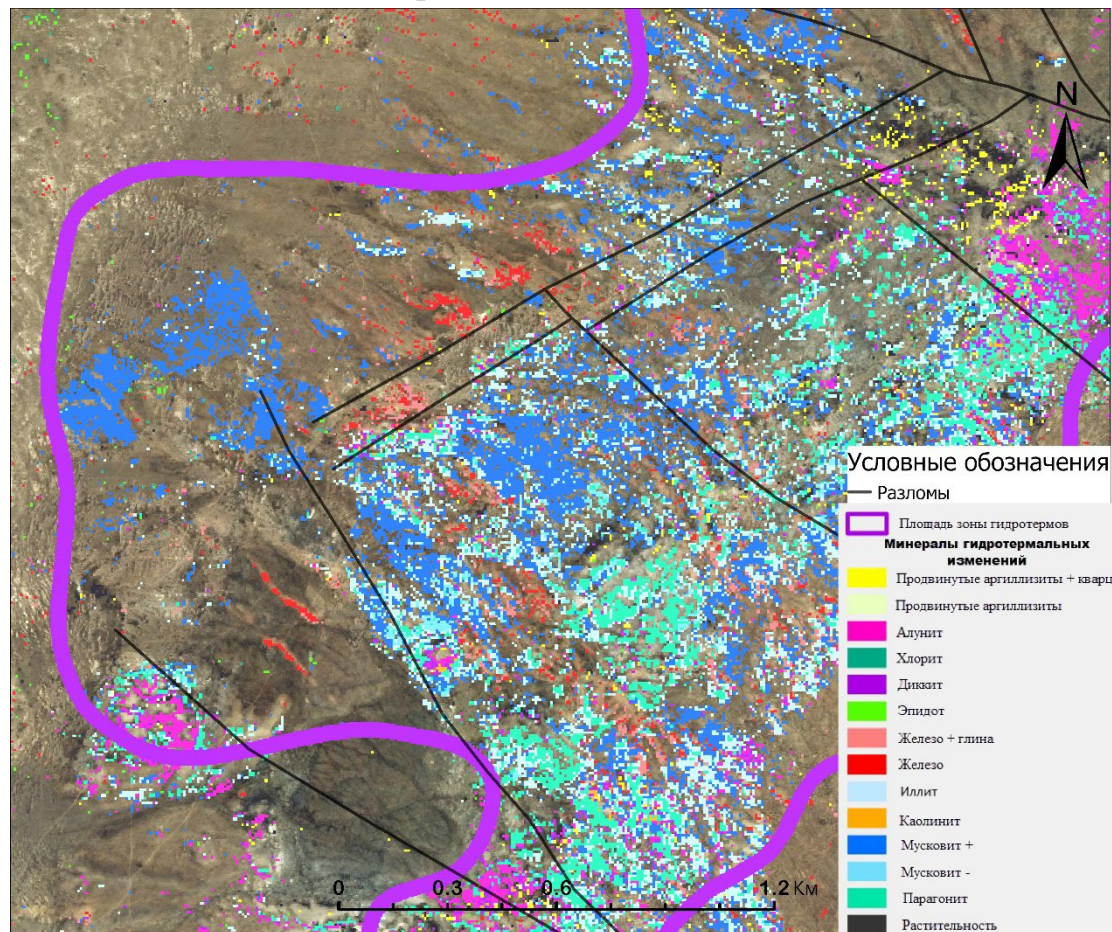 N
Условные обозначения
Разломы
Площадь зоны гидротермов
Минералы гидротермальных
изменений
Продвинутые аргиллизиты + кварц
Продвинутые аргиллизиты
Алунит
Хлорит
Диккит
Эпидот
Железо + глина
Железо
Иллит
Каолинит
Мусковит +
Мусковит -
Парагонит
Растительность
0 0.3 0.6 1.2 Км